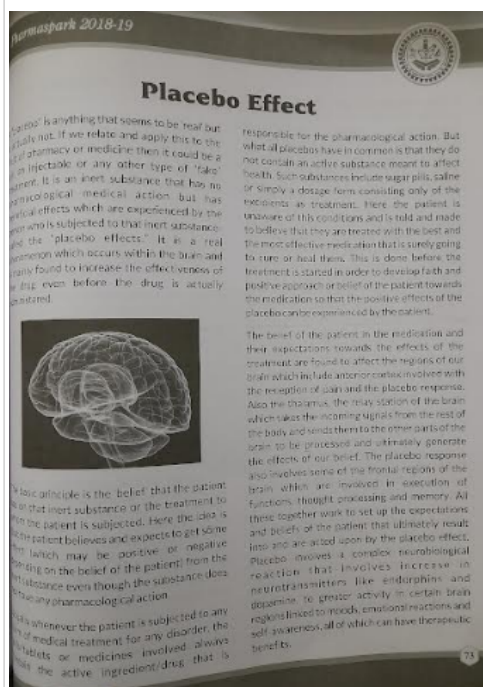 Pharmaspark 2018-19
Placebo Effect
is anything that seems to be 'real' but
not. If we relate and apply this to the
of pharmacy or medicine then it could be a
an injectable or any other type of 'fake'
It is an inert substance that has no
medical action but has
effects which are experienced by the
who is subjected to that inert substance
the "placebo effects." It is a real
which occurs within the brain and
found to increase the effectiveness of
drug even before the drug is actually
basic principle is the belief that the patient
on that inert substance or the treatment to
the patient is subjected. Here the idea is
the patient believes and expects to get some
(which may be positive or negative
on the belief of the patient) from the
substance even though the substance does
any pharmacological action.
whenever the patient is subjected to any
of medical treatment for any disorder, the
tablets or medicines involved always
the active ingredient/drug that is
responsible for the pharmacological action. But
what all placebos have in common is that they do
not contain an active substance meant to affect
health. Such substances include sugar pills, saline
or simply a dosage form consisting only of the
excipients as treatment. Here the patient is
unaware of this conditions and is told and made
to believe that they are treated with the best and
the most effective medication that is surely going
to cure or heal them. This is done before the
treatment is started in order to develop faith and
positive approach or belief of the patient towards
the medication so that the positive effects of the
placebo can be experienced by the patient.
The belief of the patient in the medication and
their expectations towards the effects of the
treatment are found to affect the regions of our
brain which include anterior cortex involved with
the reception of pain and the placebo response.
Also the thalamus, the relay station of the brain
which takes the incoming signals from the rest of
the body and sends them to the other parts of the
brain to be processed and ultimately generate
the effects of our belief. The placebo response
also involves some of the frontal regions of the
brain which are involved in execution of
functions, thought processing and memory. All
these together work to set up the expectations
and beliefs of the patient that ultimately result
into and are acted upon by the placebo effect.
Placebo involves a complex neurobiological
reaction that involves increase in
neurotransmitters like endorphins and
dopamine, to greater activity in certain brain
regions linked to moods, emotional reactions and
self-awareness, all of which can have therapeutic
benefits.
73